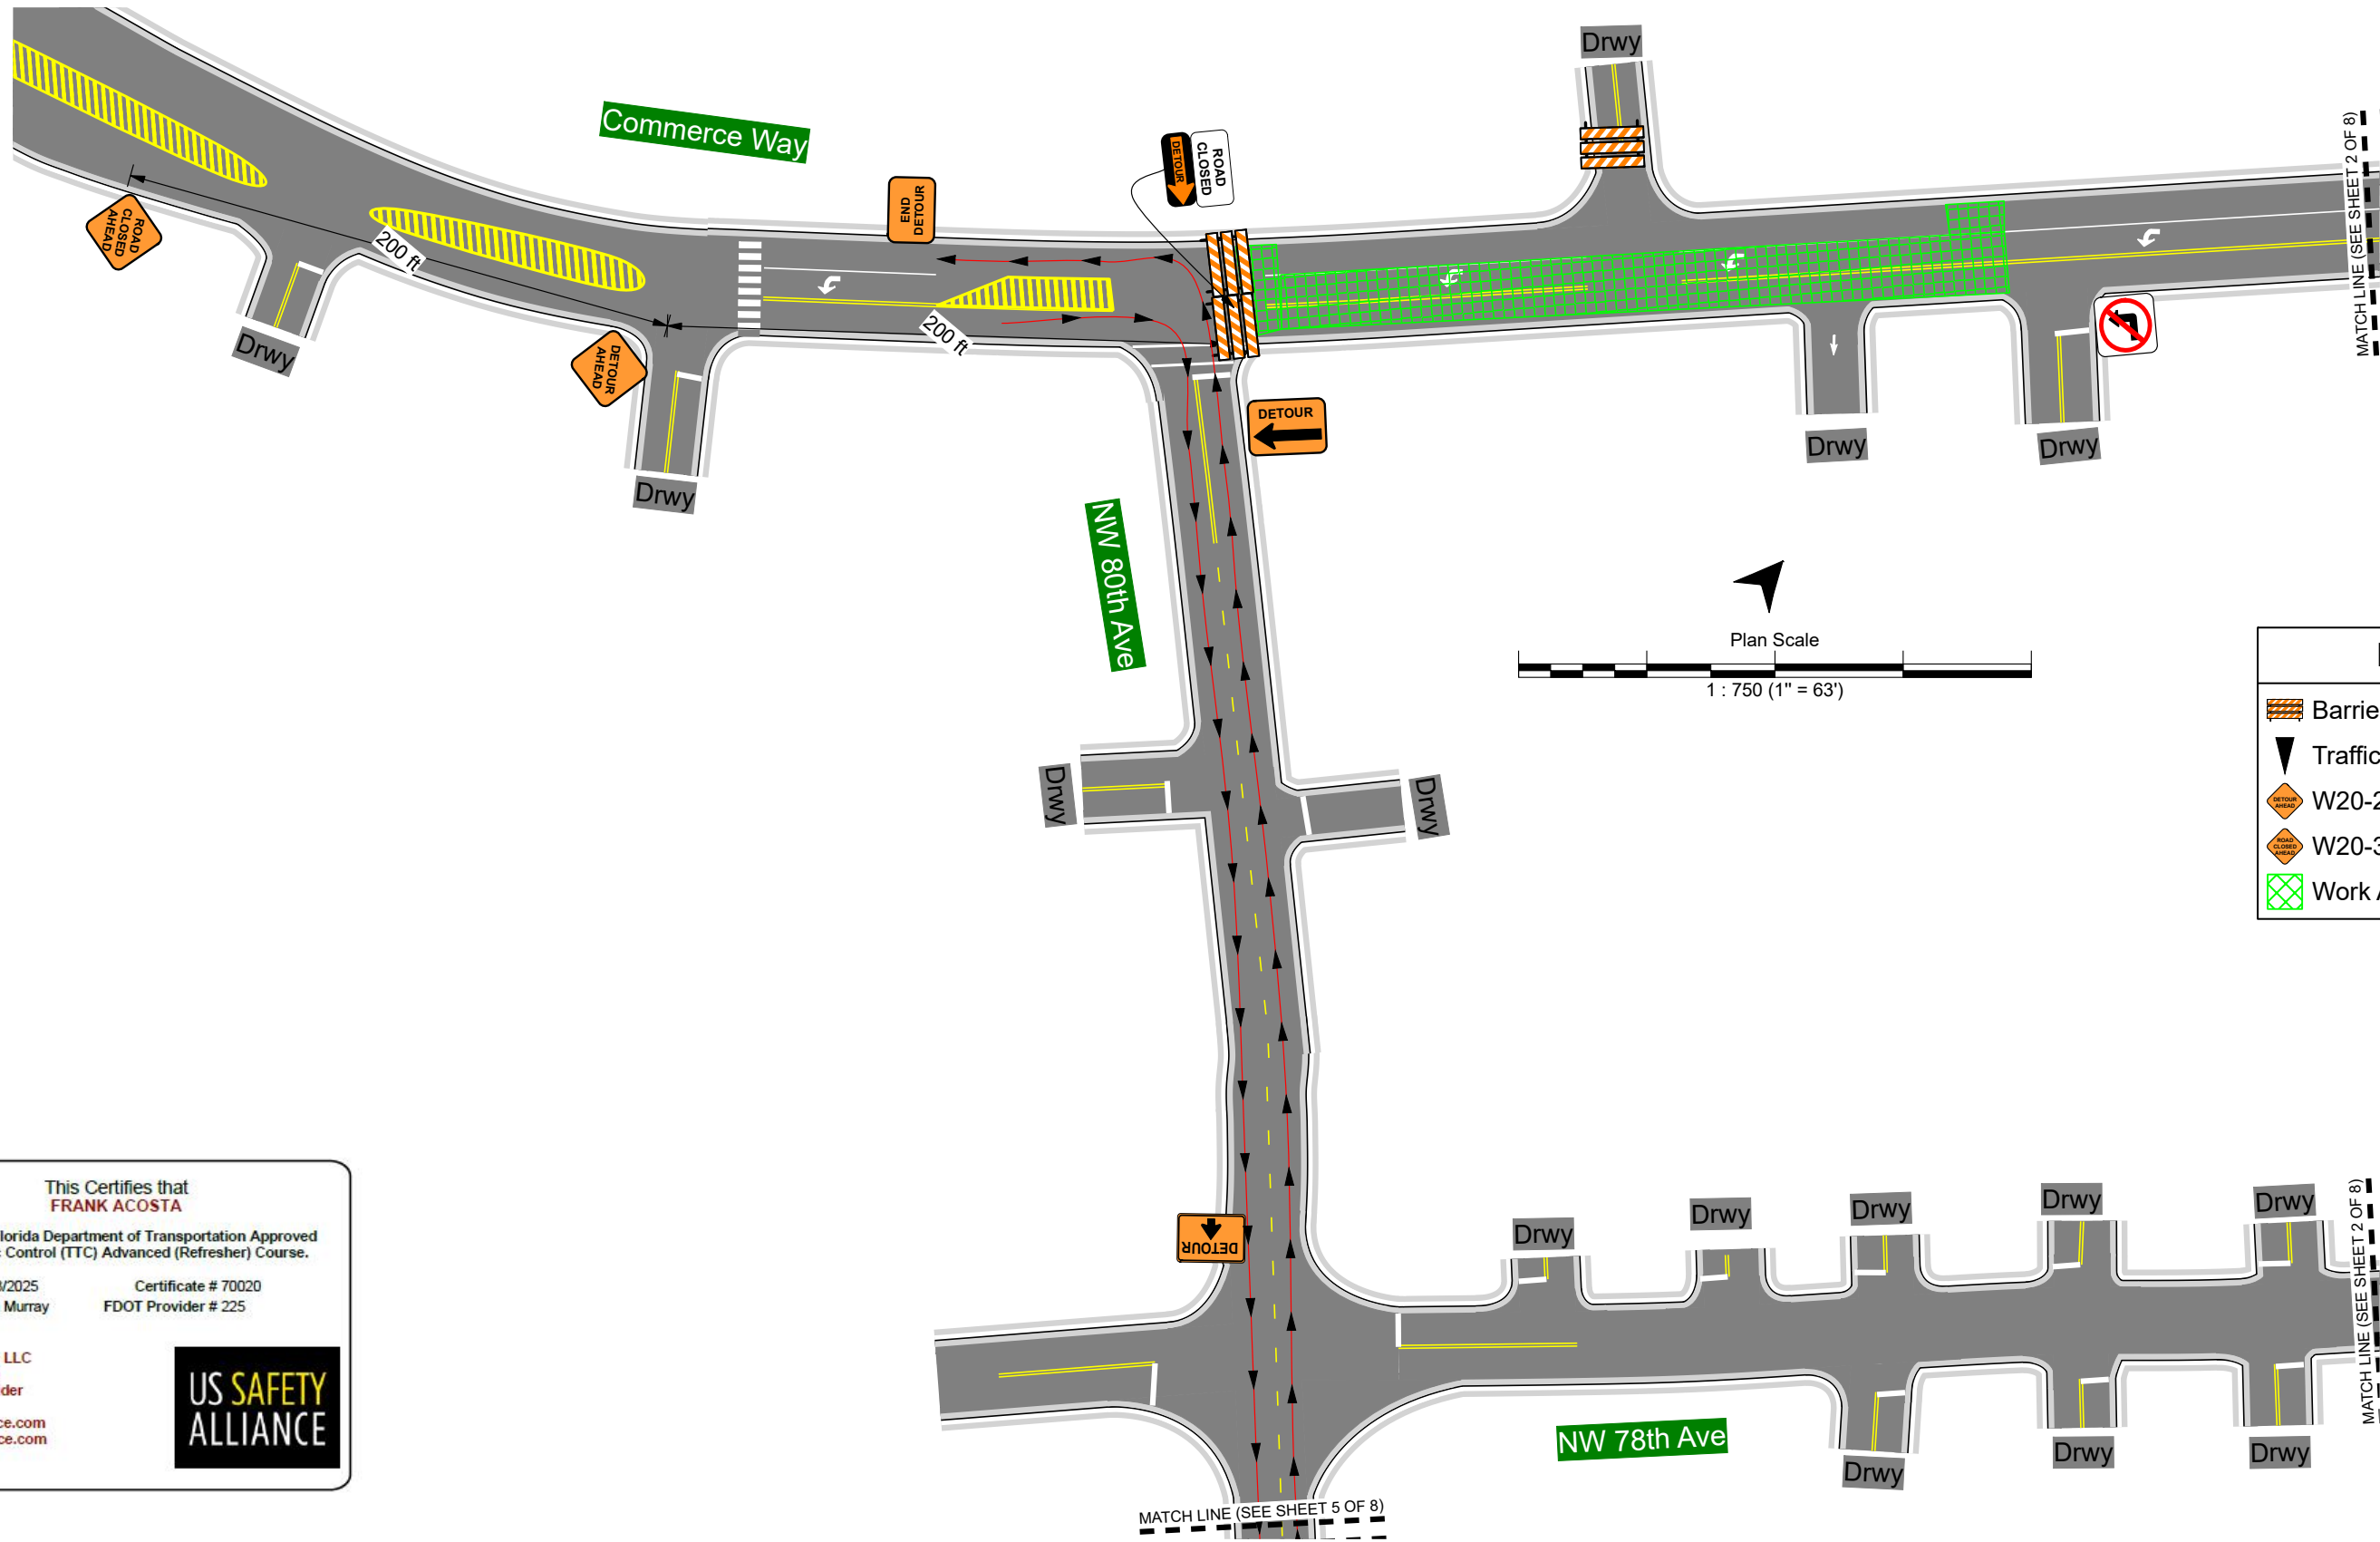 Commerce Way
Drwy
ROAD
CLOSED
AHEAD
200 ft
Drwy
DETOUR
AHEAD
Drwy
200 ft
END
DETOUR
DETOUR
ROAD
CLOSED
DETOUR
Drwy
Drwy
MATCH LINE (SEE SHEET 2 OF 8)
NW 80th Ave
Plan Scale
1 : 750 (1" = 63')
Drwy
Drwy
Barrie
Traffic
DETOUR
AHEAD
W20-2
ROAD
CLOSED
AHEAD
W20-3
Work
DETOUR
Drwy
Drwy
Drwy
Drwy
Drwy
MATCH LINE (SEE SHEET 2 OF 8)
NW 78th Ave
Drwy
Drwy
Drwy
MATCH LINE (SEE SHEET 5 OF 8)
This Certifies that
FRANK ACOSTA
lorida Department of Transportation Approved
Control (TTC) Advanced (Refresher) Course.
/2025 Certificate # 70020
Murray FDOT Provider # 225
LLC
der
ce.com
ce.com
US SAFETY
ALLIANCE